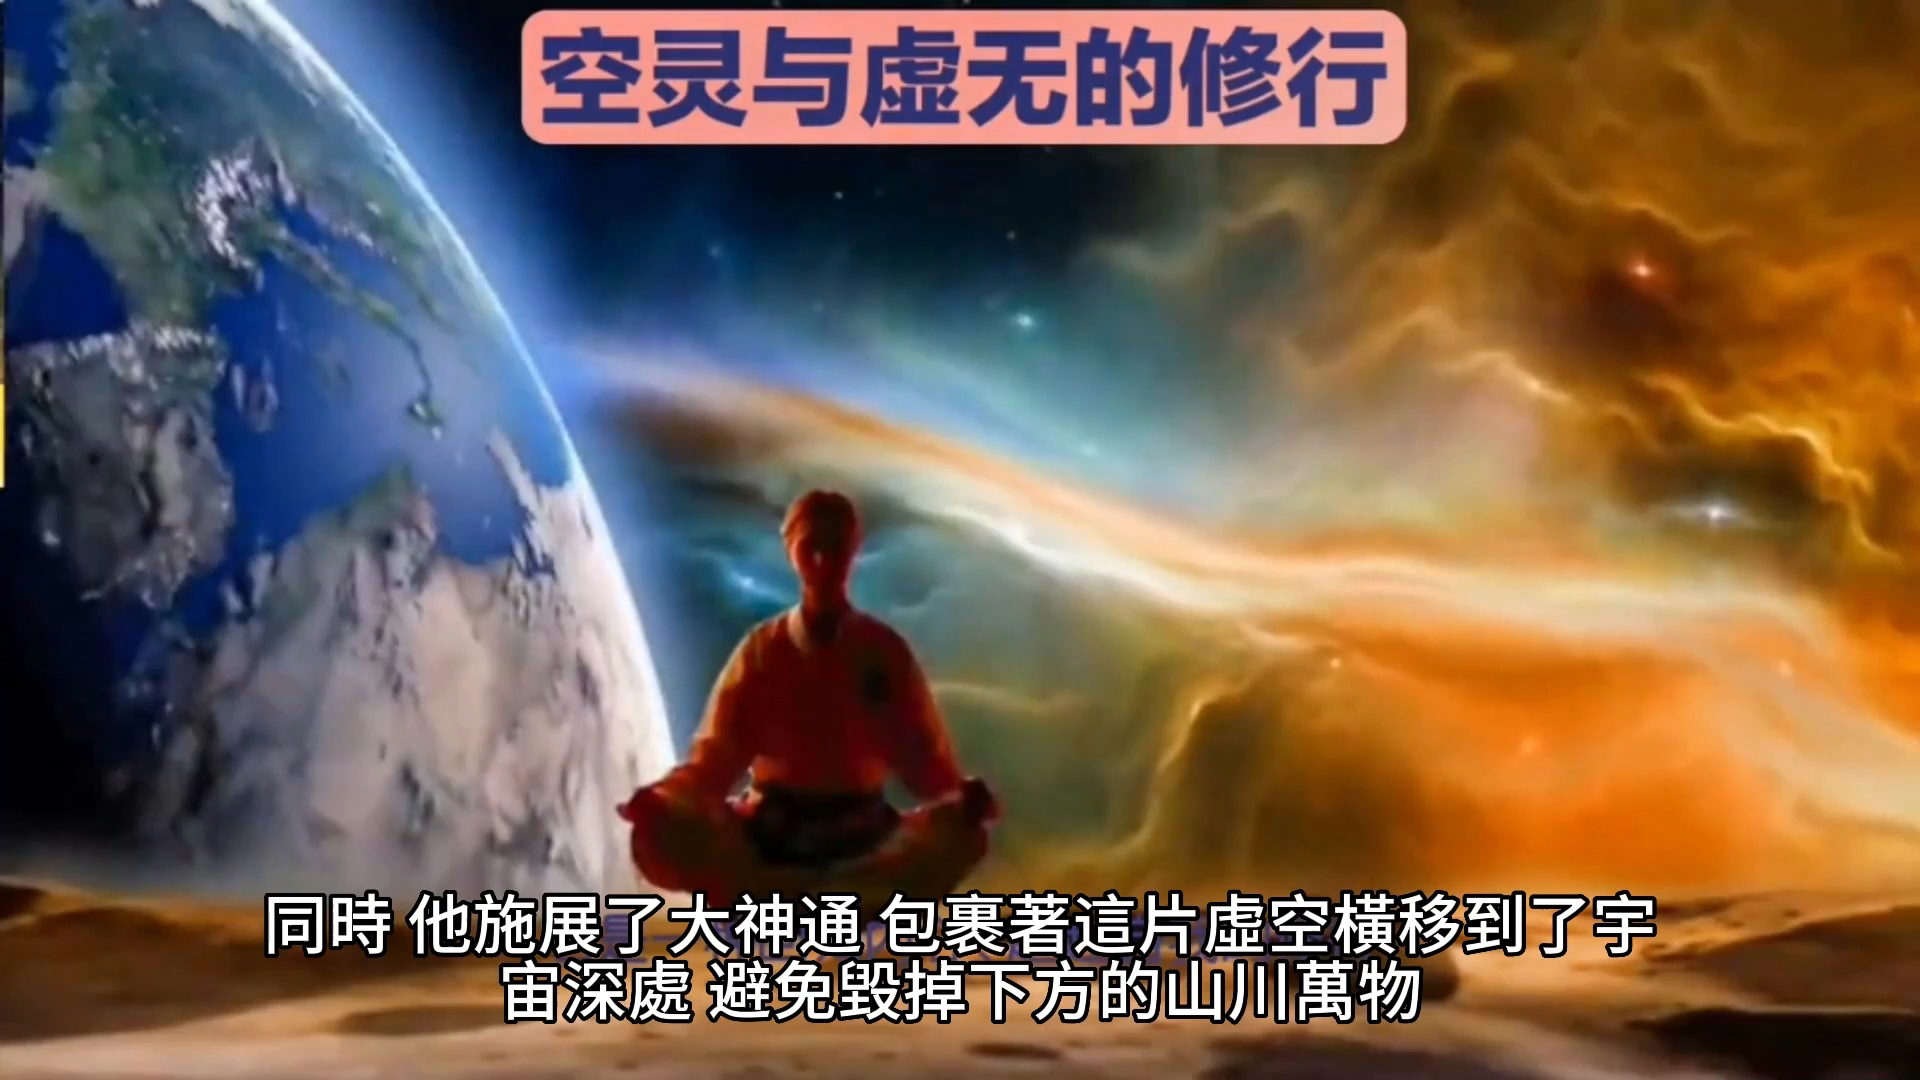 空灵与虚无的修行
同時 他施展了大神通 包裹著這片虛空橫移到了宇
宙深處 避免毀掉下方的山川萬物